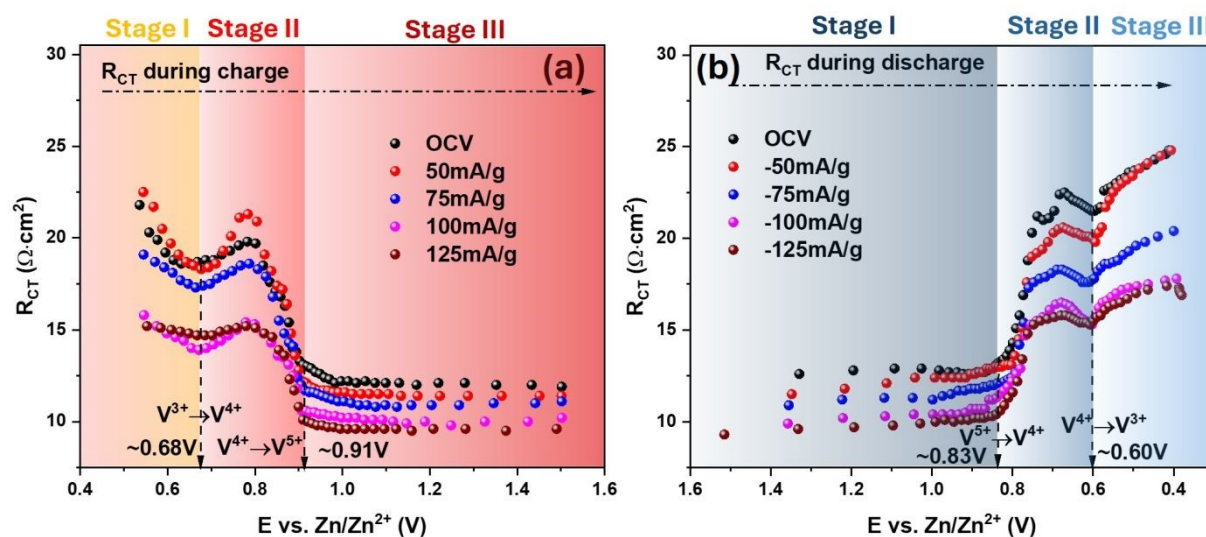 Stage I Stage II Stage III
R_CT during charge
(a)
OCV
50mA/g
75mA/g
100mA/g
125mA/g
V³⁺→V⁴⁺
~0.68V
V⁴⁺→V⁵⁺
~0.91V
30
25
20
15
10
R_CT (Ω·cm²)
0.4 0.6 0.8 1.0 1.2 1.4 1.6
E vs. Zn/Zn²⁺ (V)
Stage I Stage II Stage III
(b)
R_CT during discharge
OCV
-50mA/g
-75mA/g
-100mA/g
-125mA/g
V⁵⁺→V⁴⁺
~0.83V
V⁴⁺→V³⁺
~0.60V
30
25
20
15
10
R_CT (Ω·cm²)
1.6 1.4 1.2 1.0 0.8 0.6 0.4
E vs. Zn/Zn²⁺ (V)